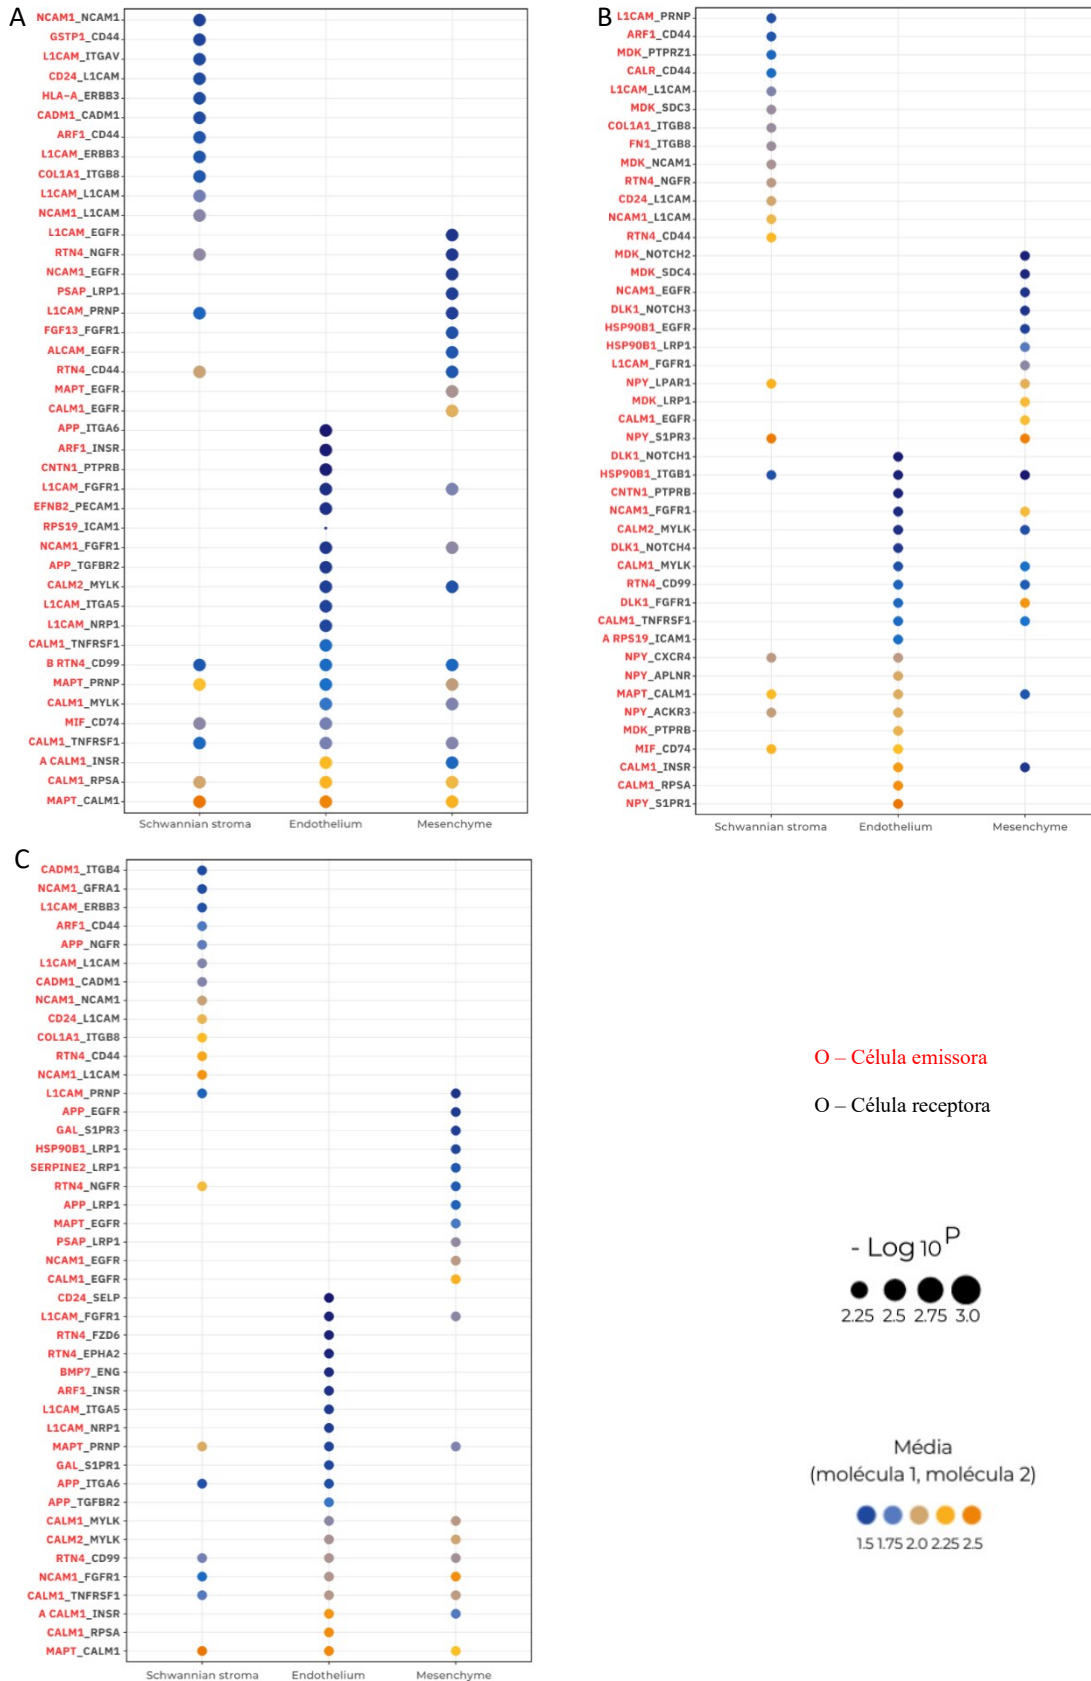 A
NCAM1_NCAM1
GSTP1_CD44
L1CAM_ITGAV
CD24_L1CAM
HLA-A_ERBB3
CADM1_CADM1
ARF1_CD44
L1CAM_ERBB3
COL1A1_ITGB8
L1CAM_L1CAM
NCAM1_L1CAM
L1CAM_EGFR
RTN4_NGFR
NCAM1_EGFR
PSAP_LRP1
L1CAM_PRNP
FGF13_FGFR1
ALCAM_EGFR
RTN4_CD44
MAPT_EGFR
CALM1_EGFR
APP_ITGA6
ARF1_INSR
CNTN1_PTPRB
L1CAM_FGFR1
EFNB2_PECAM1
RPS19_ICAM1
NCAM1_FGFR1
APP_TGFBR2
CALM2_MYLK
L1CAM_ITGA5
L1CAM_NRP1
CALM1_TNFRSF1
B RTN4_CD99
MAPT_PRNP
CALM1_MYLK
MIF_CD74
CALM1_TNFRSF1
A CALM1_INSR
CALM1_RPSA
MAPT_CALM1
Schwannian stroma Endothelium Mesenchyme
B
L1CAM_PRNP
ARF1_CD44
MDK_PTPRZ1
CALR_CD44
L1CAM_L1CAM
MDK_SDC3
COL1A1_ITGB8
FN1_ITGB8
MDK_NCAM1
RTN4_NGFR
CD24_L1CAM
NCAM1_L1CAM
RTN4_CD44
MDK_NOTCH2
MDK_SDC4
NCAM1_EGFR
DLK1_NOTCH3
HSP90B1_EGFR
HSP90B1_LRP1
L1CAM_FGFR1
NPY_LPAR1
MDK_LRP1
CALM1_EGFR
NPY_S1PR3
DLK1_NOTCH1
HSP90B1_ITGB1
CNTN1_PTPRB
NCAM1_FGFR1
CALM2_MYLK
DLK1_NOTCH4
CALM1_MYLK
RTN4_CD99
DLK1_FGFR1
CALM1_TNFRSF1
A RPS19_ICAM1
NPY_CXCR4
NPY_APLNR
MAPT_CALM1
NPY_ACKR3
MDK_PTPRB
MIF_CD74
CALM1_INSR
CALM1_RPSA
NPY_S1PR1
Schwannian stroma Endothelium Mesenchyme
C
CADM1_ITGB4
NCAM1_GFRA1
L1CAM_ERBB3
ARF1_CD44
APP_NGFR
L1CAM_L1CAM
CADM1_CADM1
NCAM1_NCAM1
CD24_L1CAM
COL1A1_ITGB8
RTN4_CD44
NCAM1_L1CAM
L1CAM_PRNP
APP_EGFR
GAL_S1PR3
HSP90B1_LRP1
SERPINE2_LRP1
RTN4_NGFR
APP_LRP1
MAPT_EGFR
PSAP_LRP1
NCAM1_EGFR
CALM1_EGFR
CD24_SELP
L1CAM_FGFR1
RTN4_FZD6
RTN4_EPHA2
BMP7_ENG
ARF1_INSR
L1CAM_ITGA5
L1CAM_NRP1
MAPT_PRNP
GAL_S1PR1
APP_ITGA6
APP_TGFBR2
CALM1_MYLK
CALM2_MYLK
RTN4_CD99
NCAM1_FGFR1
CALM1_TNFRSF1
A CALM1_INSR
CALM1_RPSA
MAPT_CALM1
Schwannian stroma Endothelium Mesenchyme
O – Célula emissora
O – Célula receptora
- Log 10 P
2.25 2.5 2.75 3.0
Média
(molécula 1, molécula 2)
1.5 1.75 2.0 2.25 2.5